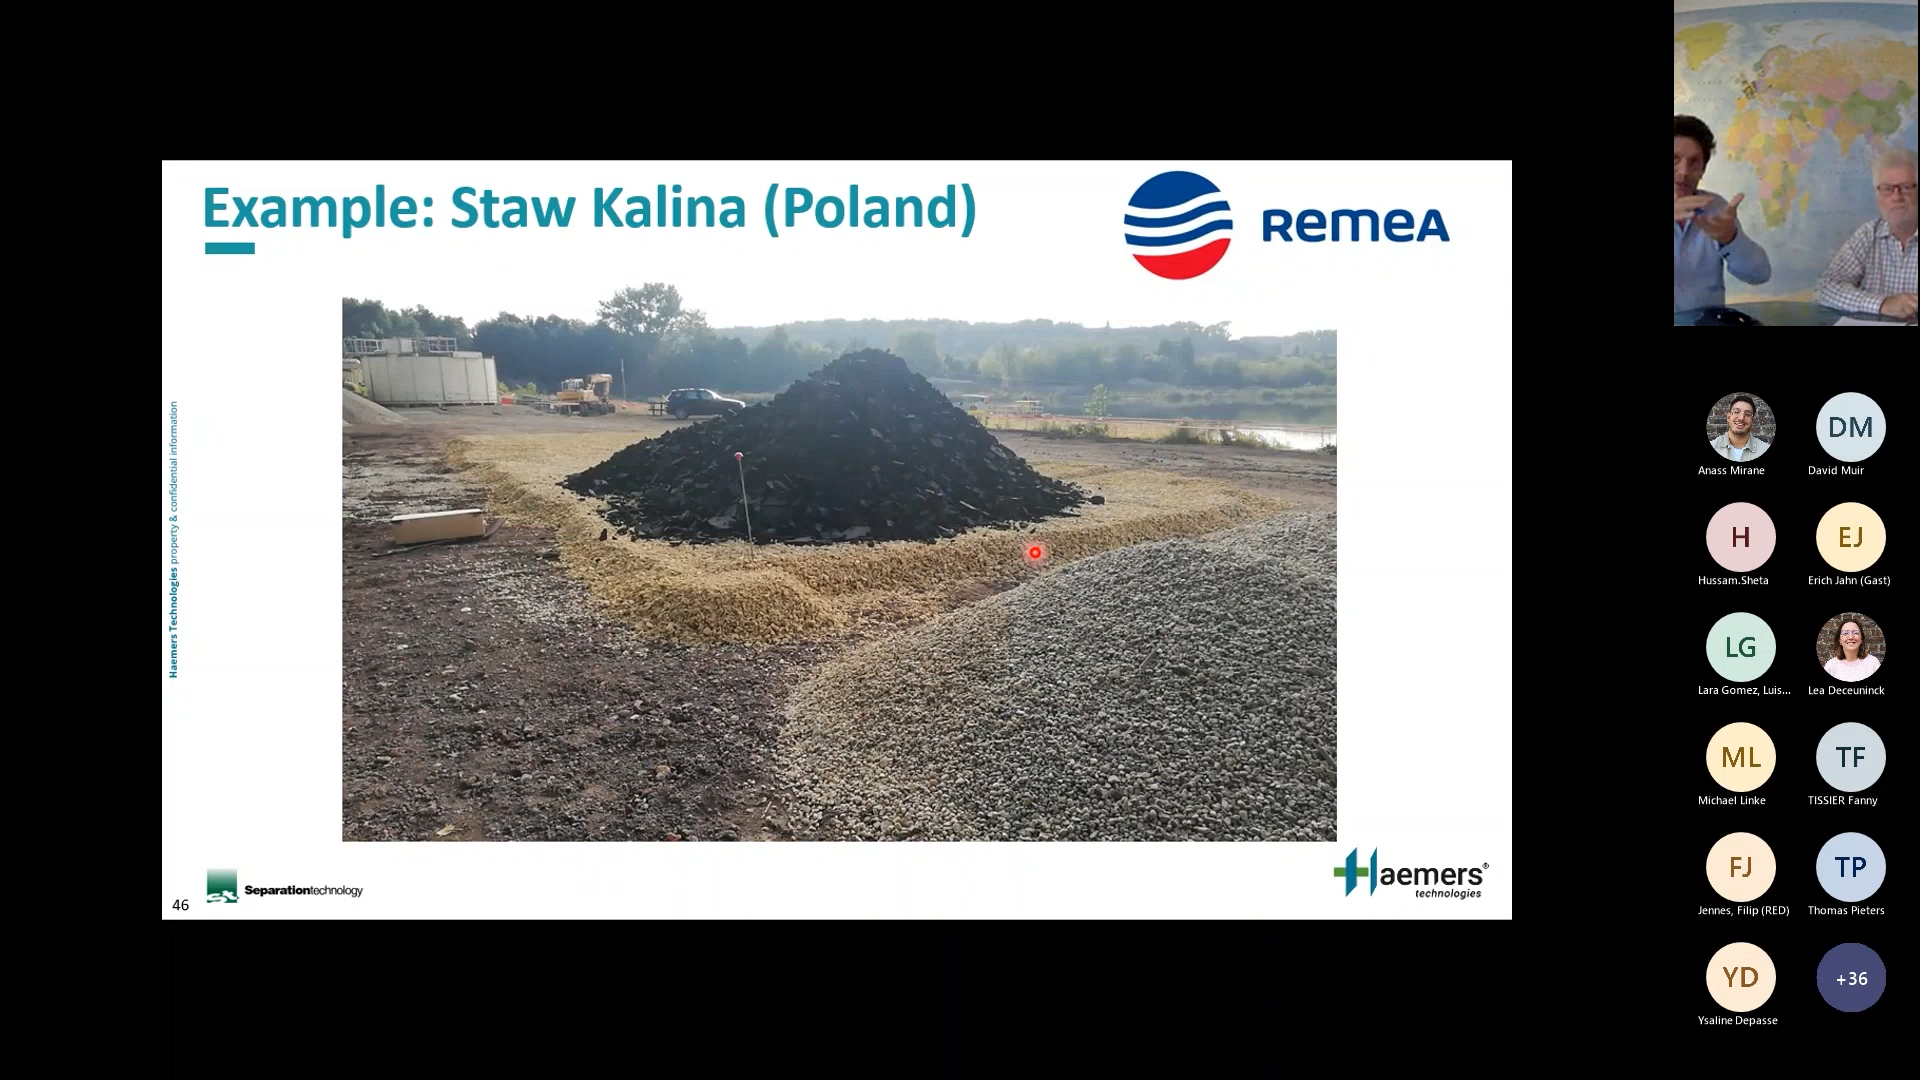 Example: Staw Kalina (Poland)
Remea
Haemers Technologies property & confidential information
46
st Separationtechnology
Haemers®
technologies
Anass Mirane
DM
David Muir
H
Hussam.Sheta
EJ
Erich Jahn (Gast)
LG
Lara Gomez, Luis...
Lea Deceuninck
ML
Michael Linke
TF
TISSIER Fanny
FJ
Jennes, Filip (RED)
TP
Thomas Pieters
YD
Ysaline Depasse
+36